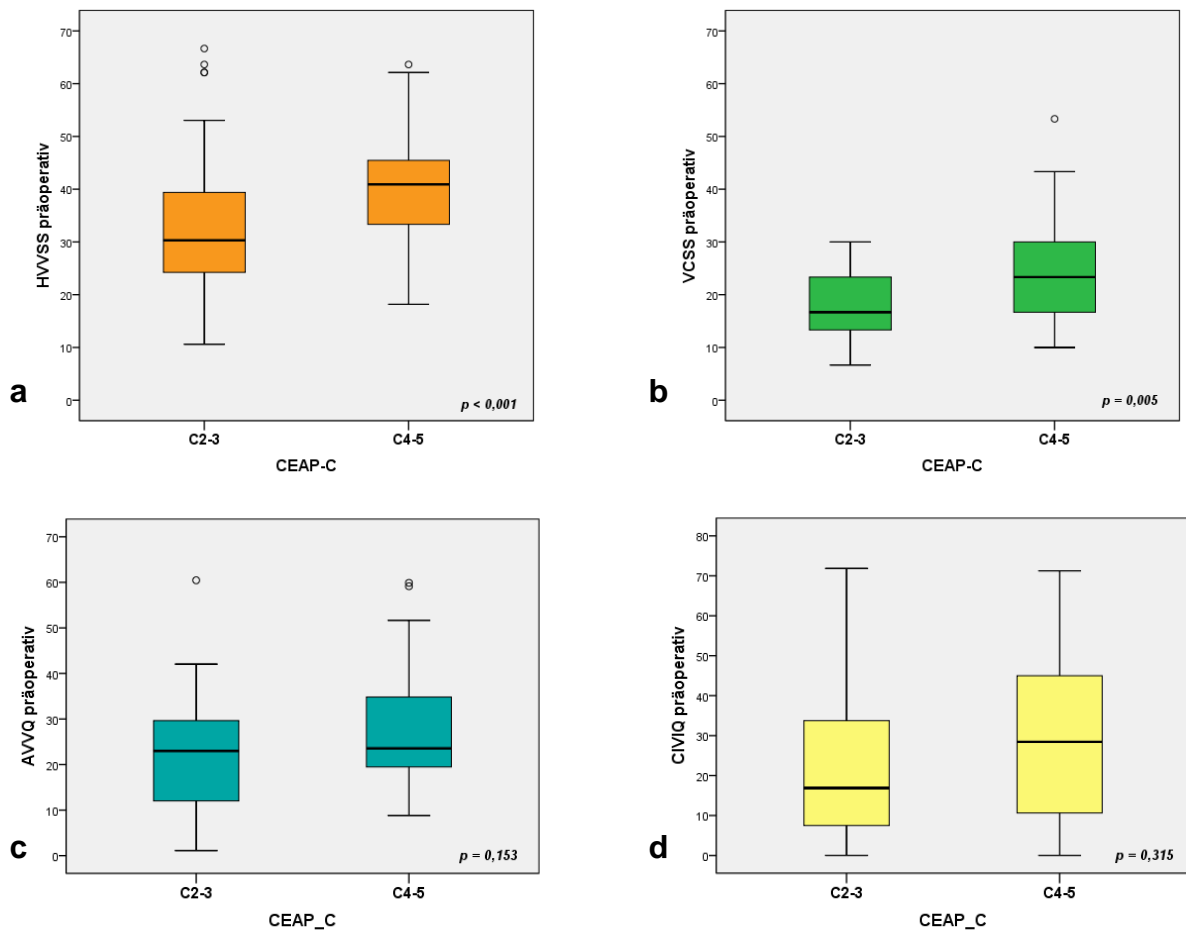 70
60
50
40
30
20
10
0
HVVSS präoperativ
a
p < 0,001
C2-3
C4-5
CEAP-C
70
60
50
40
30
20
10
0
VCSS präoperativ
b
p = 0,005
C2-3
C4-5
CEAP-C
70
60
50
40
30
20
10
0
AVVQ präoperativ
c
p = 0,153
C2-3
C4-5
CEAP_C
80
70
60
50
40
30
20
10
0
CIVIQ präoperativ
d
p = 0,315
C2-3
C4-5
CEAP_C